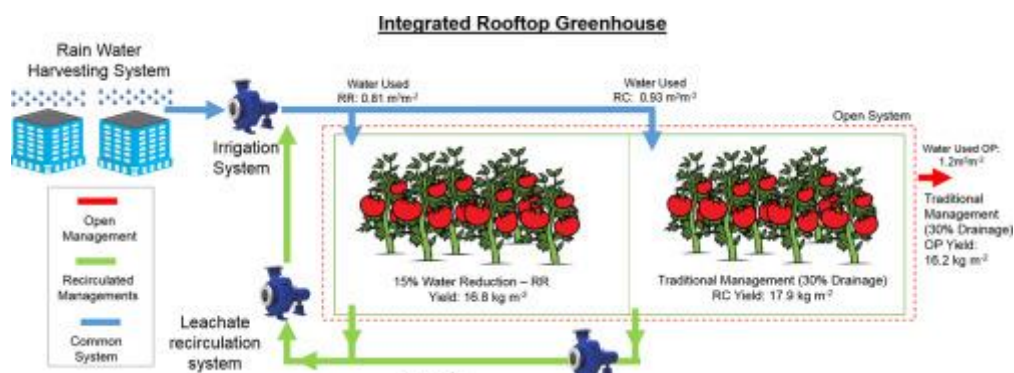 Integrated Rooftop Greenhouse
Rain Water
Harvesting System
Water Used
RR: 0.81 m³m⁻²
Water Used
RC: 0.93 m³m⁻²
Open System
Irrigation
System
Water Used OP:
1.2m³m⁻²
Traditional
Management
(30% Drainage)
OP Yield:
16.2 kg m⁻²
Open
Management
Recirculated
Managements
Common
System
15% Water Reduction – RR
Yield: 16.8 kg m⁻²
Traditional Management (30% Drainage)
RC Yield: 17.9 kg m⁻²
Leachate
recirculation
system